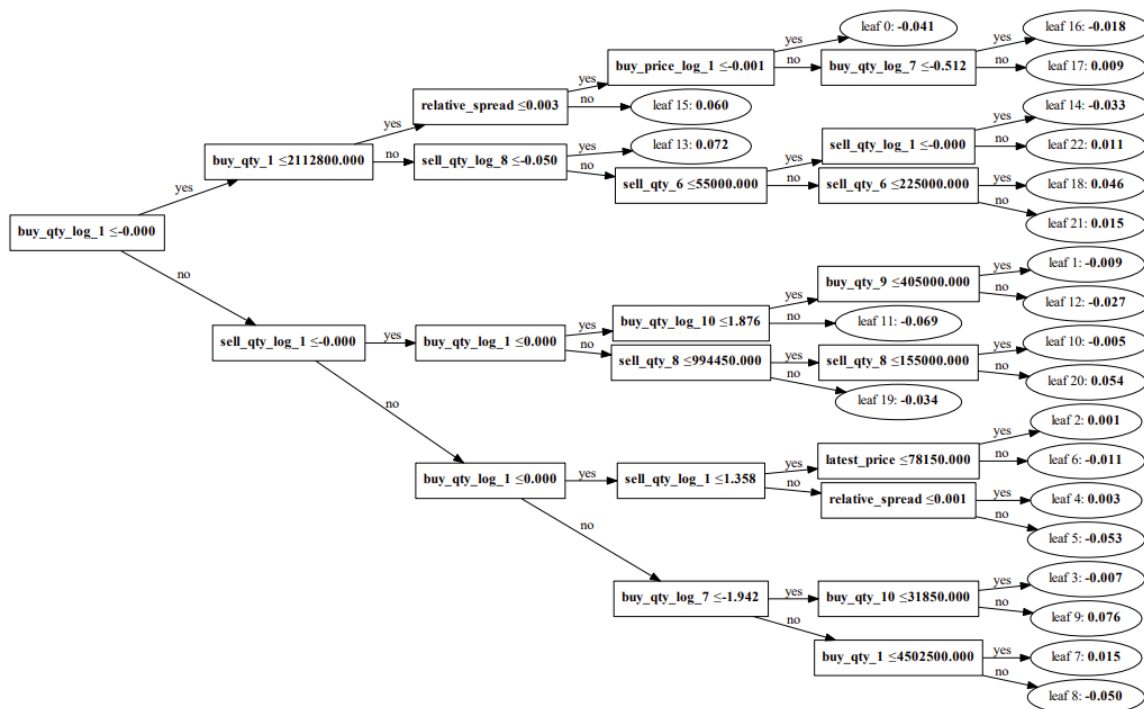 yes
leaf 0: -0.041
leaf 16: -0.018
yes
buy_price_log_1 ≤-0.001
no
buy_qty_log_7 ≤-0.512
no
leaf 17: 0.009
yes
relative_spread ≤0.003
no
leaf 15: 0.060
yes
leaf 14: -0.033
yes
sell_qty_log_1 ≤-0.000
no
leaf 22: 0.011
yes
buy_qty_1 ≤2112800.000
no
sell_qty_log_8 ≤-0.050
yes
leaf 13: 0.072
no
sell_qty_6 ≤55000.000
yes
no
sell_qty_6 ≤225000.000
yes
leaf 18: 0.046
no
leaf 21: 0.015
yes
buy_qty_log_1 ≤-0.000
no
buy_qty_9 ≤405000.000
yes
leaf 1: -0.009
no
leaf 12: -0.027
yes
buy_qty_log_10 ≤1.876
no
leaf 11: -0.069
sell_qty_log_1 ≤-0.000
yes
buy_qty_log_1 ≤0.000
yes
no
sell_qty_8 ≤994450.000
yes
sell_qty_8 ≤155000.000
yes
leaf 10: -0.005
no
leaf 20: 0.054
no
leaf 19: -0.034
no
yes
leaf 2: 0.001
latest_price ≤78150.000
no
leaf 6: -0.011
buy_qty_log_1 ≤0.000
yes
sell_qty_log_1 ≤1.358
yes
no
relative_spread ≤0.001
yes
leaf 4: 0.003
no
leaf 5: -0.053
no
buy_qty_log_7 ≤-1.942
yes
buy_qty_10 ≤31850.000
yes
leaf 3: -0.007
no
leaf 9: 0.076
no
buy_qty_1 ≤4502500.000
yes
leaf 7: 0.015
no
leaf 8: -0.050